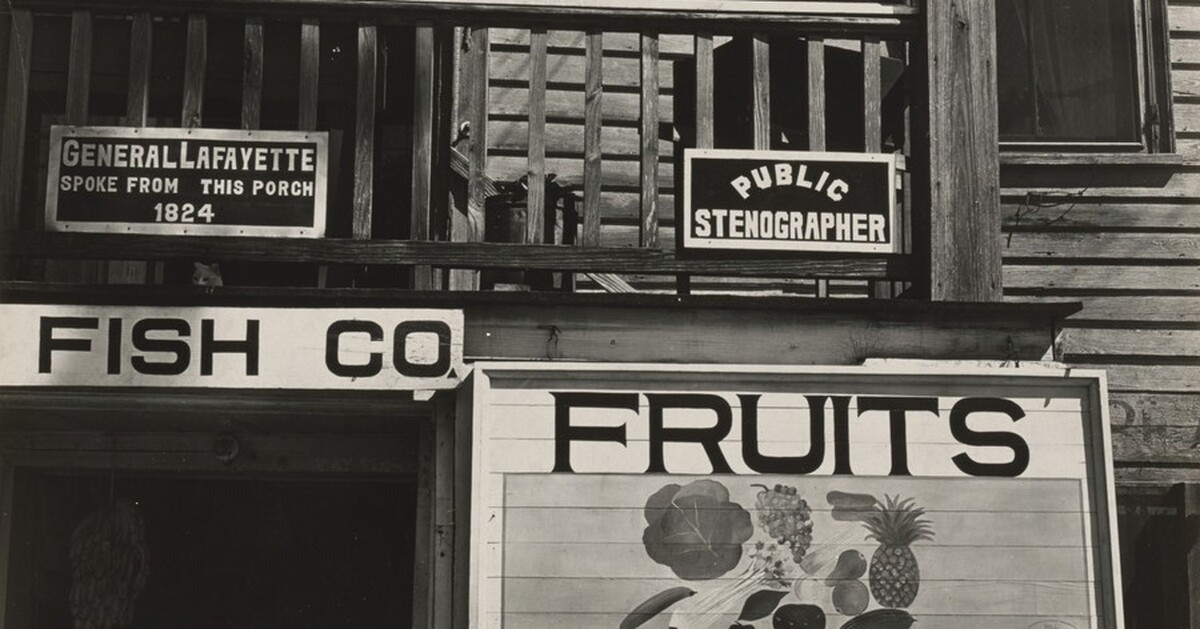 GENERAL LAFAYETTE
SPOKE FROM THIS PORCH
1824
PUBLIC
STENOGRAPHER
FISH CO.
FRUITS